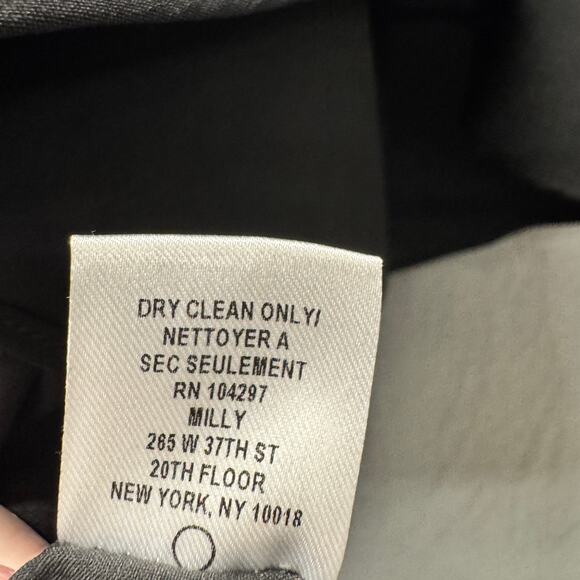 DRY CLEAN ONLY/
NETTOYER A
SEC SEULEMENT
RN 104297
MILLY
265 W 37TH ST
20TH FLOOR
NEW YORK, NY 10018